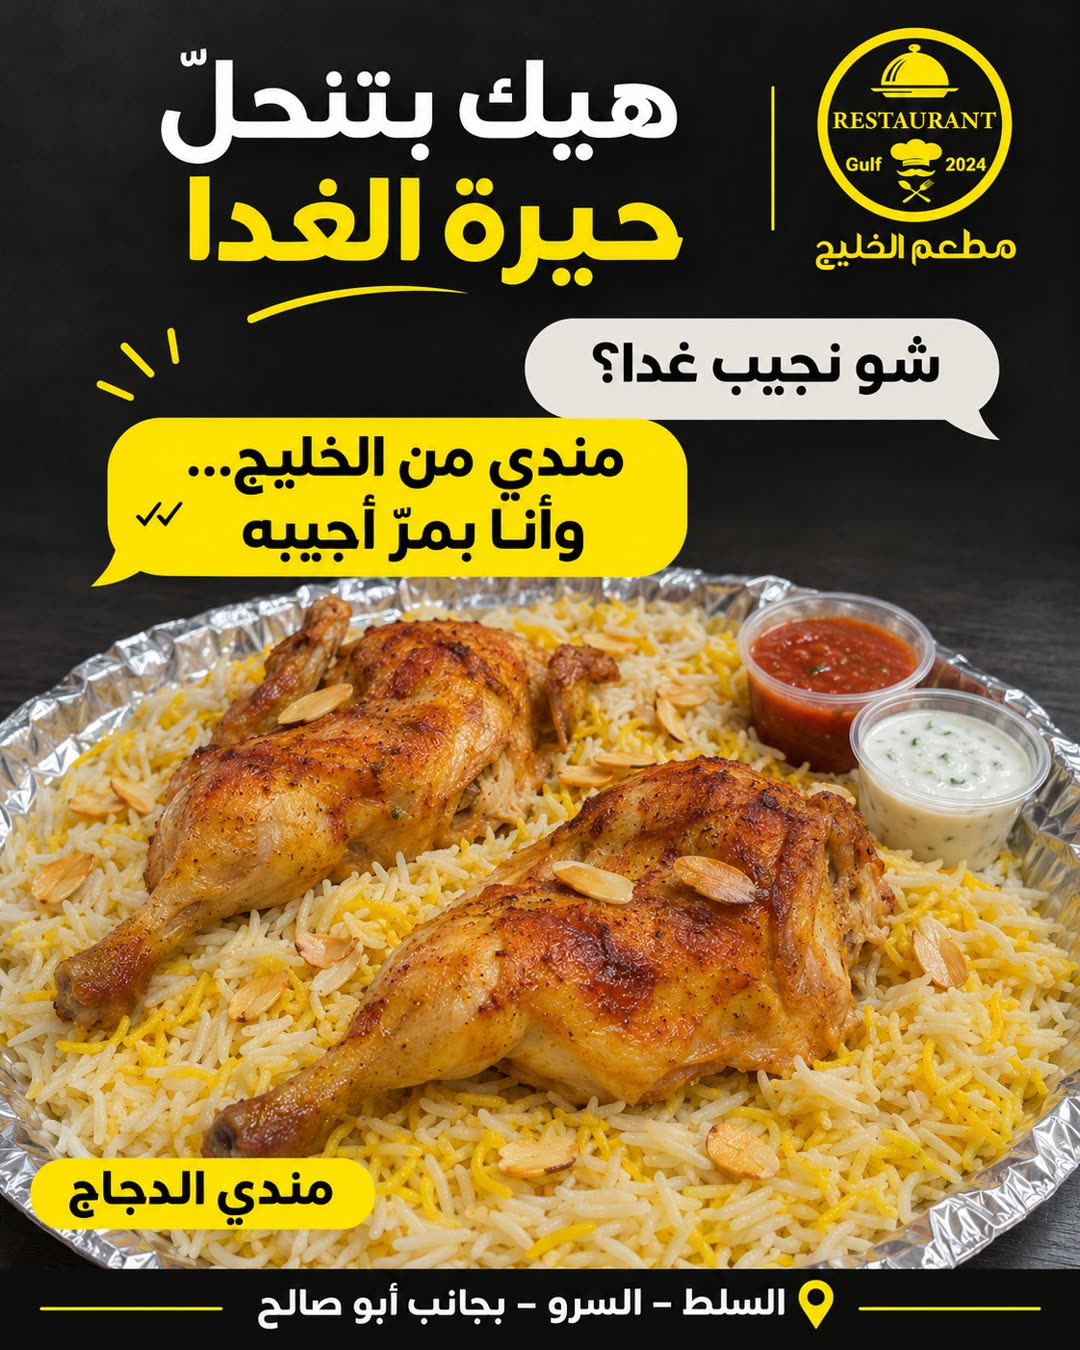 هيك بتنحلّ
حيرة الغدا
RESTAURANT
Gulf 2024
مطعم الخليج
شو نجيب غدا؟
مندي من الخليج...
وأنا بمرّ أجيبه
مندي الدجاج
السلط - السرو - بجانب أبو صالح